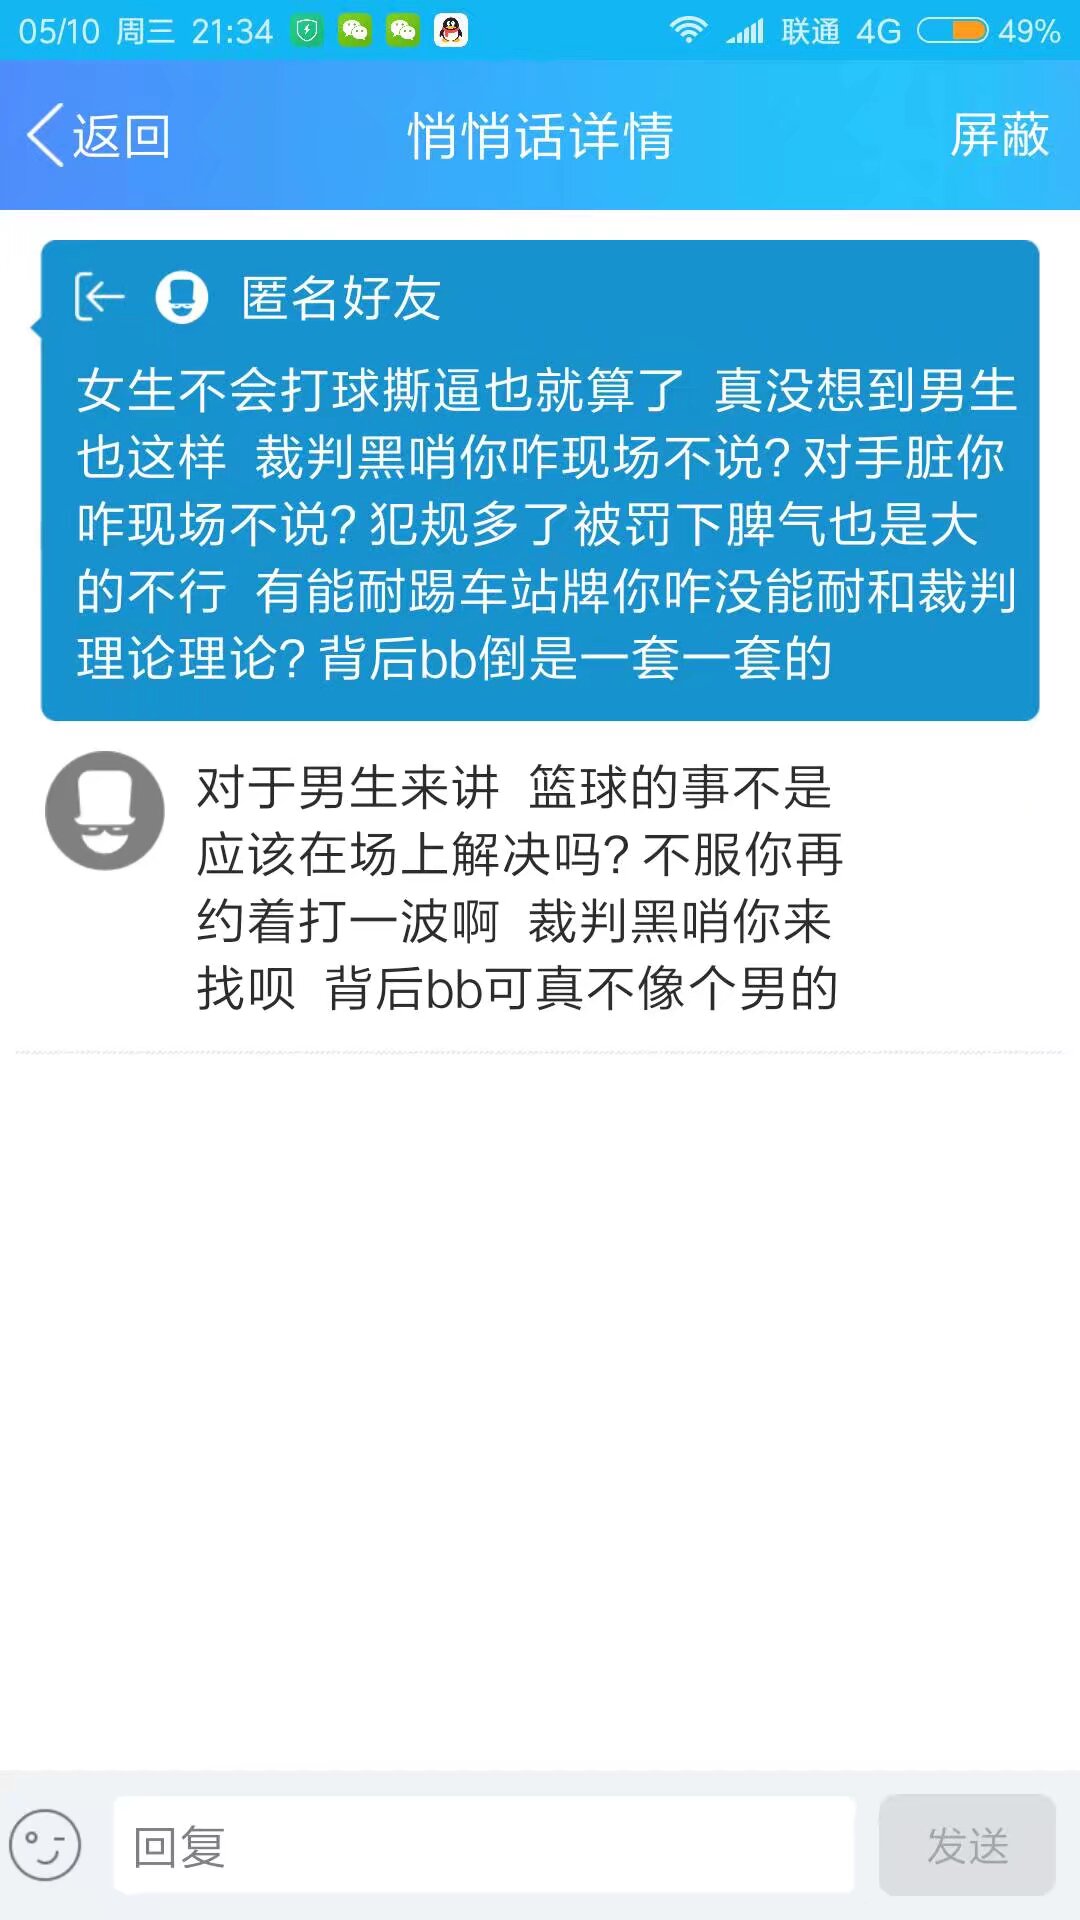 05/10 周三 21:34 联通 4G 49%
返回 悄悄话详情 屏蔽
匿名好友
女生不会打球撕逼也就算了 真没想到男生
也这样 裁判黑哨你咋现场不说?对手脏你
咋现场不说?犯规多了被罚下脾气也是大
的不行 有能耐踢车站牌你咋没能耐和裁判
理论理论?背后bb倒是一套一套的
对于男生来讲 篮球的事不是
应该在场上解决吗?不服你再
约着打一波啊 裁判黑哨你来
找呗 背后bb可真不像个男的
回复 发送